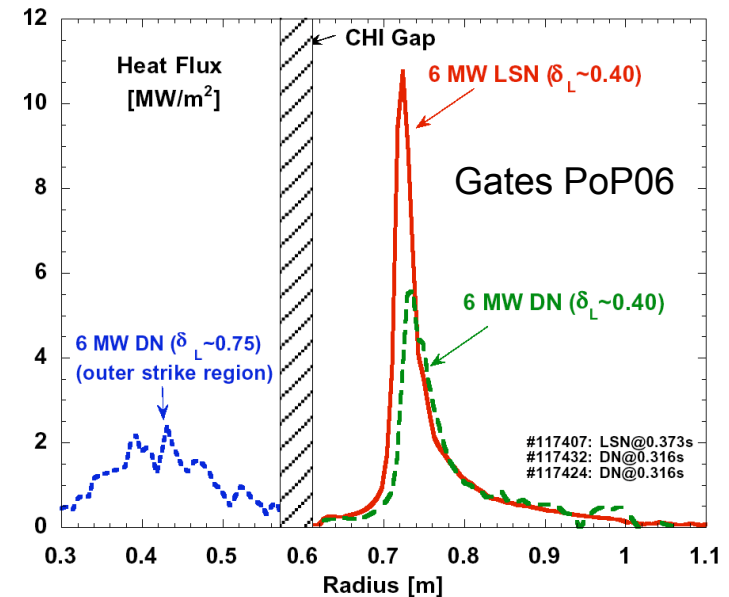 12
10
8
6
4
2
0
Heat Flux
[MW/m²]
CHI Gap
6 MW LSN (δ_L~0.40)
Gates PoP06
6 MW DN (δ_L~0.40)
6 MW DN (δ_L~0.75)
(outer strike region)
#117407: LSN@0.373s
#117432: DN@0.316s
#117424: DN@0.316s
0.3 0.4 0.5 0.6 0.7 0.8 0.9 1 1.1
Radius [m]